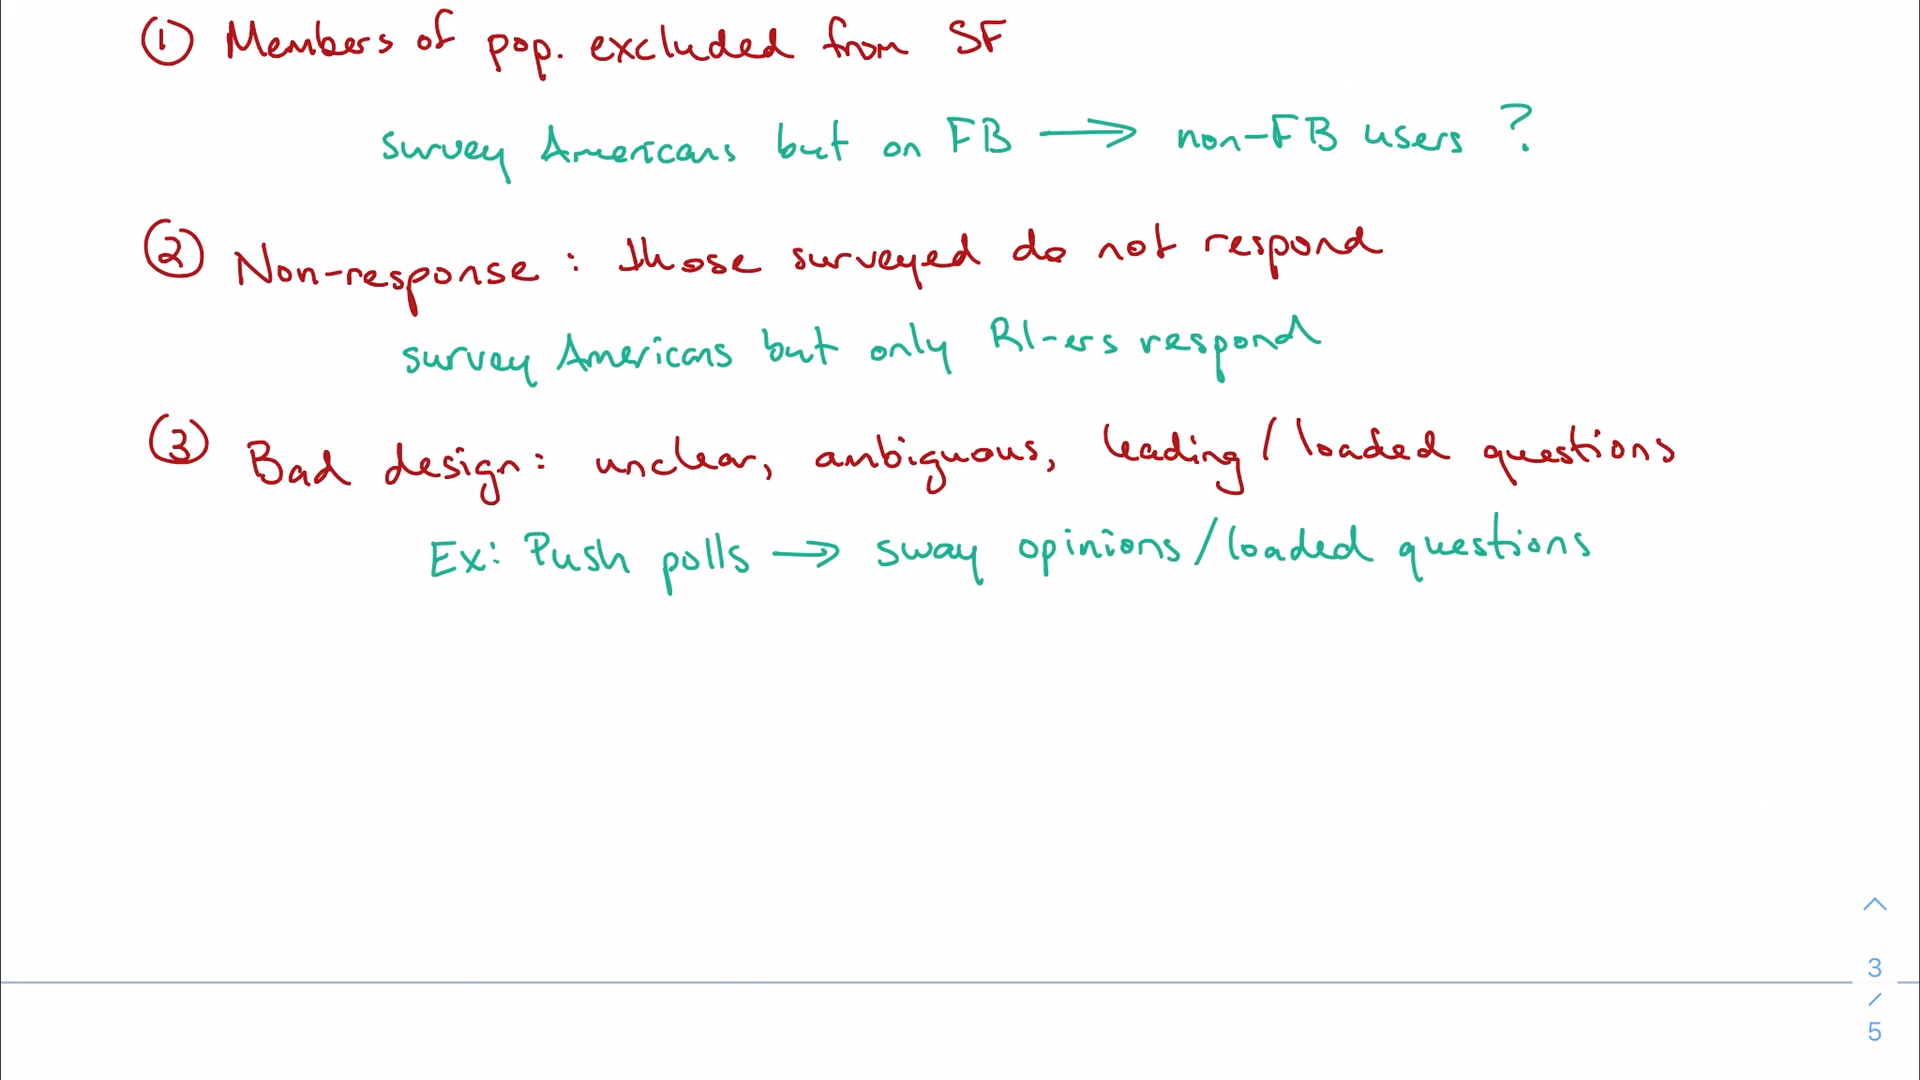 ① Members of pop. excluded from SF
survey Americans but on FB → non-FB users ?
② Non-response : those surveyed do not respond
survey Americans but only RI-ers respond
③ Bad design: unclear, ambiguous, leading/loaded questions
Ex: Push polls → sway opinions/loaded questions
3
/
5